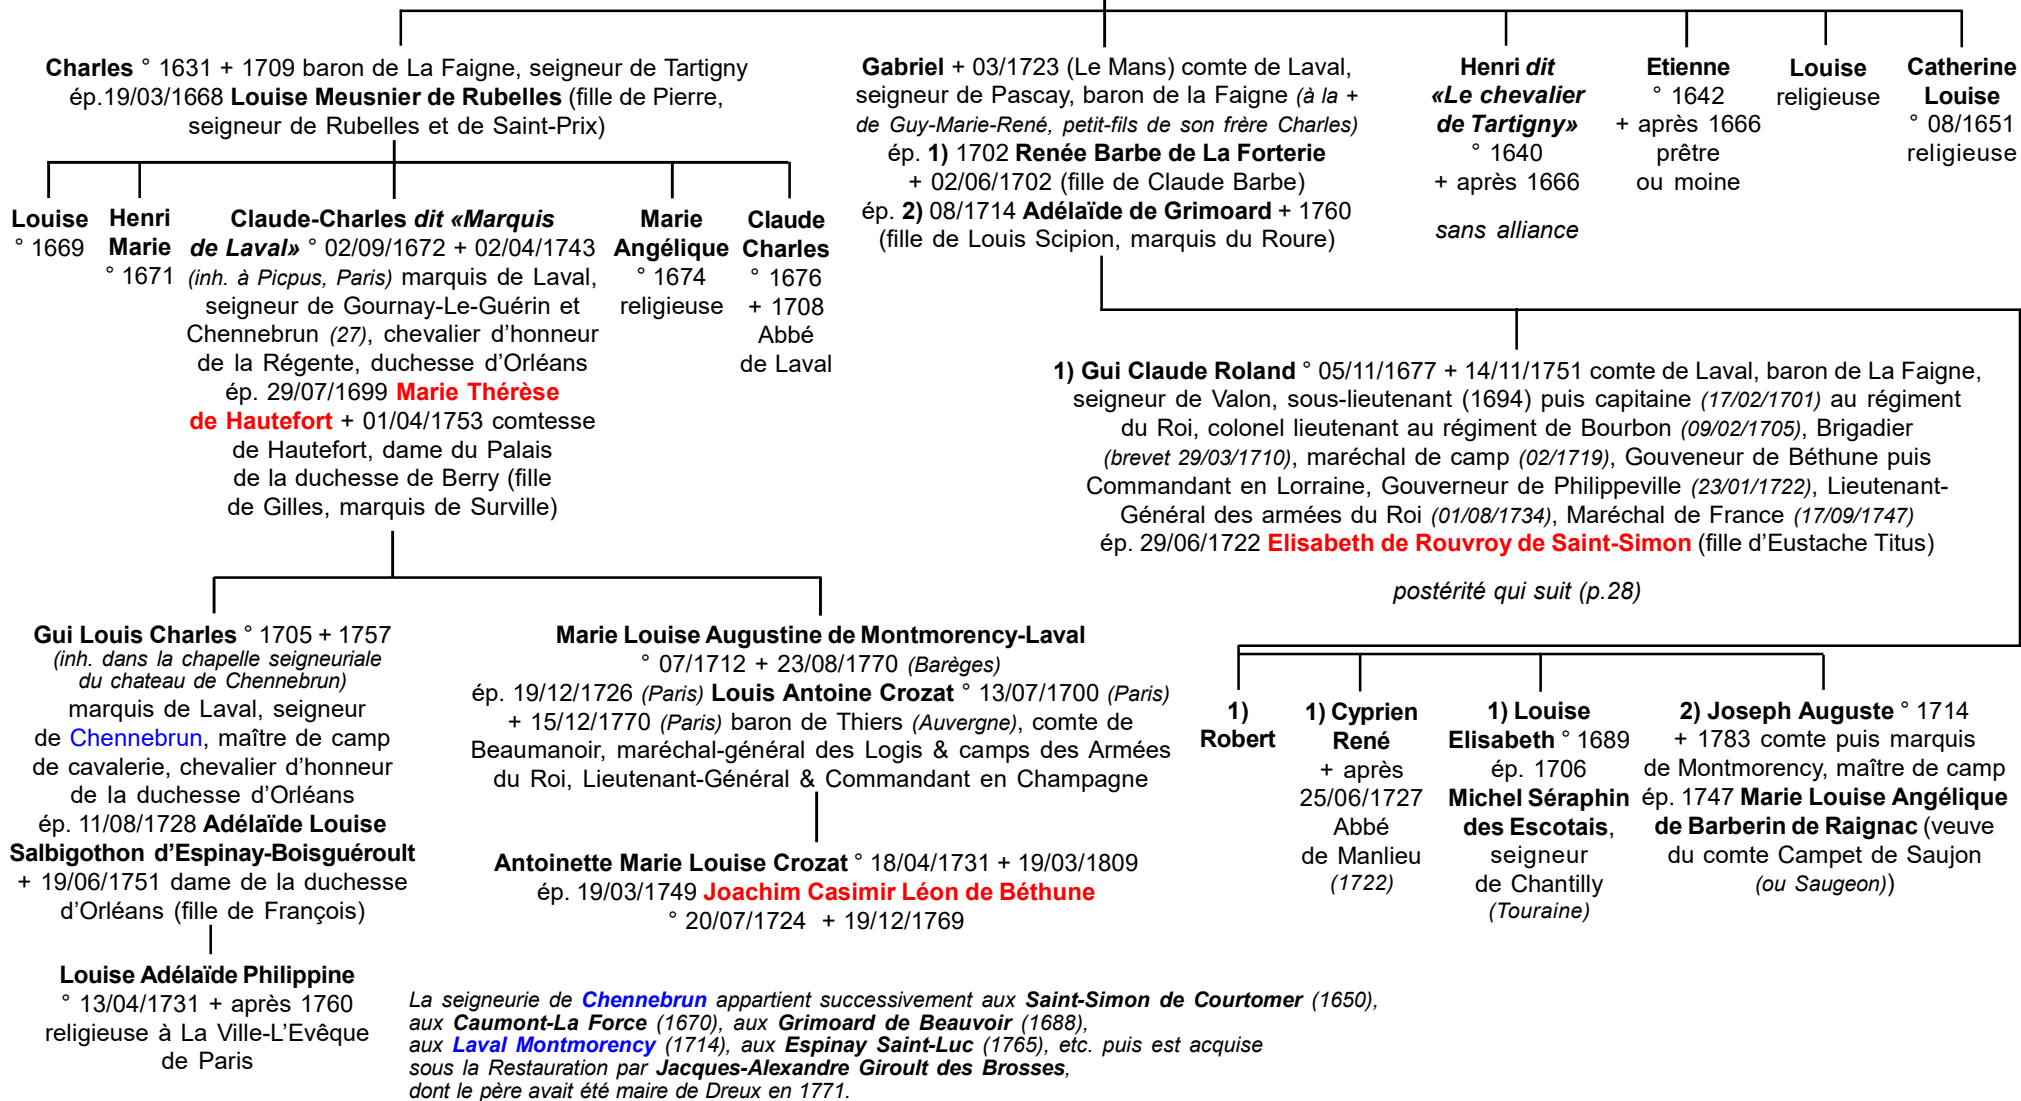 Charles ° 1631 + 1709 baron de La Faigne, seigneur de Tartigny
ép.19/03/1668 Louise Meusnier de Rubelles (fille de Pierre,
seigneur de Rubelles et de Saint-Prix)
Gabriel + 03/1723 (Le Mans) comte de Laval,
seigneur de Pascay, baron de la Faigne (à la +
de Guy-Marie-René, petit-fils de son frère Charles)
ép. 1) 1702 Renée Barbe de La Forterie
+ 02/06/1702 (fille de Claude Barbe)
ép. 2) 08/1714 Adélaïde de Grimoard + 1760
(fille de Louis Scipion, marquis du Roure)
Henri dit
«Le chevalier
de Tartigny»
° 1640
+ après 1666
sans alliance
Etienne
° 1642
+ après 1666
prêtre
ou moine
Louise
religieuse
Catherine
Louise
° 08/1651
religieuse
Louise
° 1669
Henri
Marie
° 1671
Claude-Charles dit «Marquis
de Laval» ° 02/09/1672 + 02/04/1743
(inh. à Picpus, Paris) marquis de Laval,
seigneur de Gournay-Le-Guérin et
Chennebrun (27), chevalier d'honneur
de la Régente, duchesse d'Orléans
ép. 29/07/1699 Marie Thérèse
de Hautefort + 01/04/1753 comtesse
de Hautefort, dame du Palais
de la duchesse de Berry (fille
de Gilles, marquis de Surville)
Marie
Angélique
° 1674
religieuse
Claude
Charles
° 1676
+ 1708
Abbé
de Laval
1) Gui Claude Roland ° 05/11/1677 + 14/11/1751 comte de Laval, baron de La Faigne,
seigneur de Valon, sous-lieutenant (1694) puis capitaine (17/02/1701) au régiment
du Roi, colonel lieutenant au régiment de Bourbon (09/02/1705), Brigadier
(brevet 29/03/1710), maréchal de camp (02/1719), Gouveneur de Béthune puis
Commandant en Lorraine, Gouverneur de Philippeville (23/01/1722), Lieutenant-
Général des armées du Roi (01/08/1734), Maréchal de France (17/09/1747)
ép. 29/06/1722 Elisabeth de Rouvroy de Saint-Simon (fille d'Eustache Titus)
postérité qui suit (p.28)
Gui Louis Charles ° 1705 + 1757
(inh. dans la chapelle seigneuriale
du chateau de Chennebrun)
marquis de Laval, seigneur
de Chennebrun, maître de camp
de cavalerie, chevalier d'honneur
de la duchesse d'Orléans
ép. 11/08/1728 Adélaïde Louise
Salbigothon d'Espinay-Boisguéroult
+ 19/06/1751 dame de la duchesse
d'Orléans (fille de François)
Marie Louise Augustine de Montmorency-Laval
° 07/1712 + 23/08/1770 (Barèges)
ép. 19/12/1726 (Paris) Louis Antoine Crozat ° 13/07/1700 (Paris)
+ 15/12/1770 (Paris) baron de Thiers (Auvergne), comte de
Beaumanoir, maréchal-général des Logis & camps des Armées
du Roi, Lieutenant-Général & Commandant en Champagne
1)
Robert
1) Cyprien
René
+ après
25/06/1727
Abbé
de Manlieu
(1722)
1) Louise
Elisabeth ° 1689
ép. 1706
Michel Séraphin
des Escotais,
seigneur
de Chantilly
(Touraine)
2) Joseph Auguste ° 1714
+ 1783 comte puis marquis
de Montmorency, maître de camp
ép. 1747 Marie Louise Angélique
de Barberin de Raignac (veuve
du comte Campet de Saujon
(ou Saugeon))
Antoinette Marie Louise Crozat ° 18/04/1731 + 19/03/1809
ép. 19/03/1749 Joachim Casimir Léon de Béthune
° 20/07/1724 + 19/12/1769
Louise Adélaïde Philippine
° 13/04/1731 + après 1760
religieuse à La Ville-L'Evêque
de Paris
La seigneurie de Chennebrun appartient successivement aux Saint-Simon de Courtomer (1650),
aux Caumont-La Force (1670), aux Grimoard de Beauvoir (1688),
aux Laval Montmorency (1714), aux Espinay Saint-Luc (1765), etc. puis est acquise
sous la Restauration par Jacques-Alexandre Giroult des Brosses,
dont le père avait été maire de Dreux en 1771.